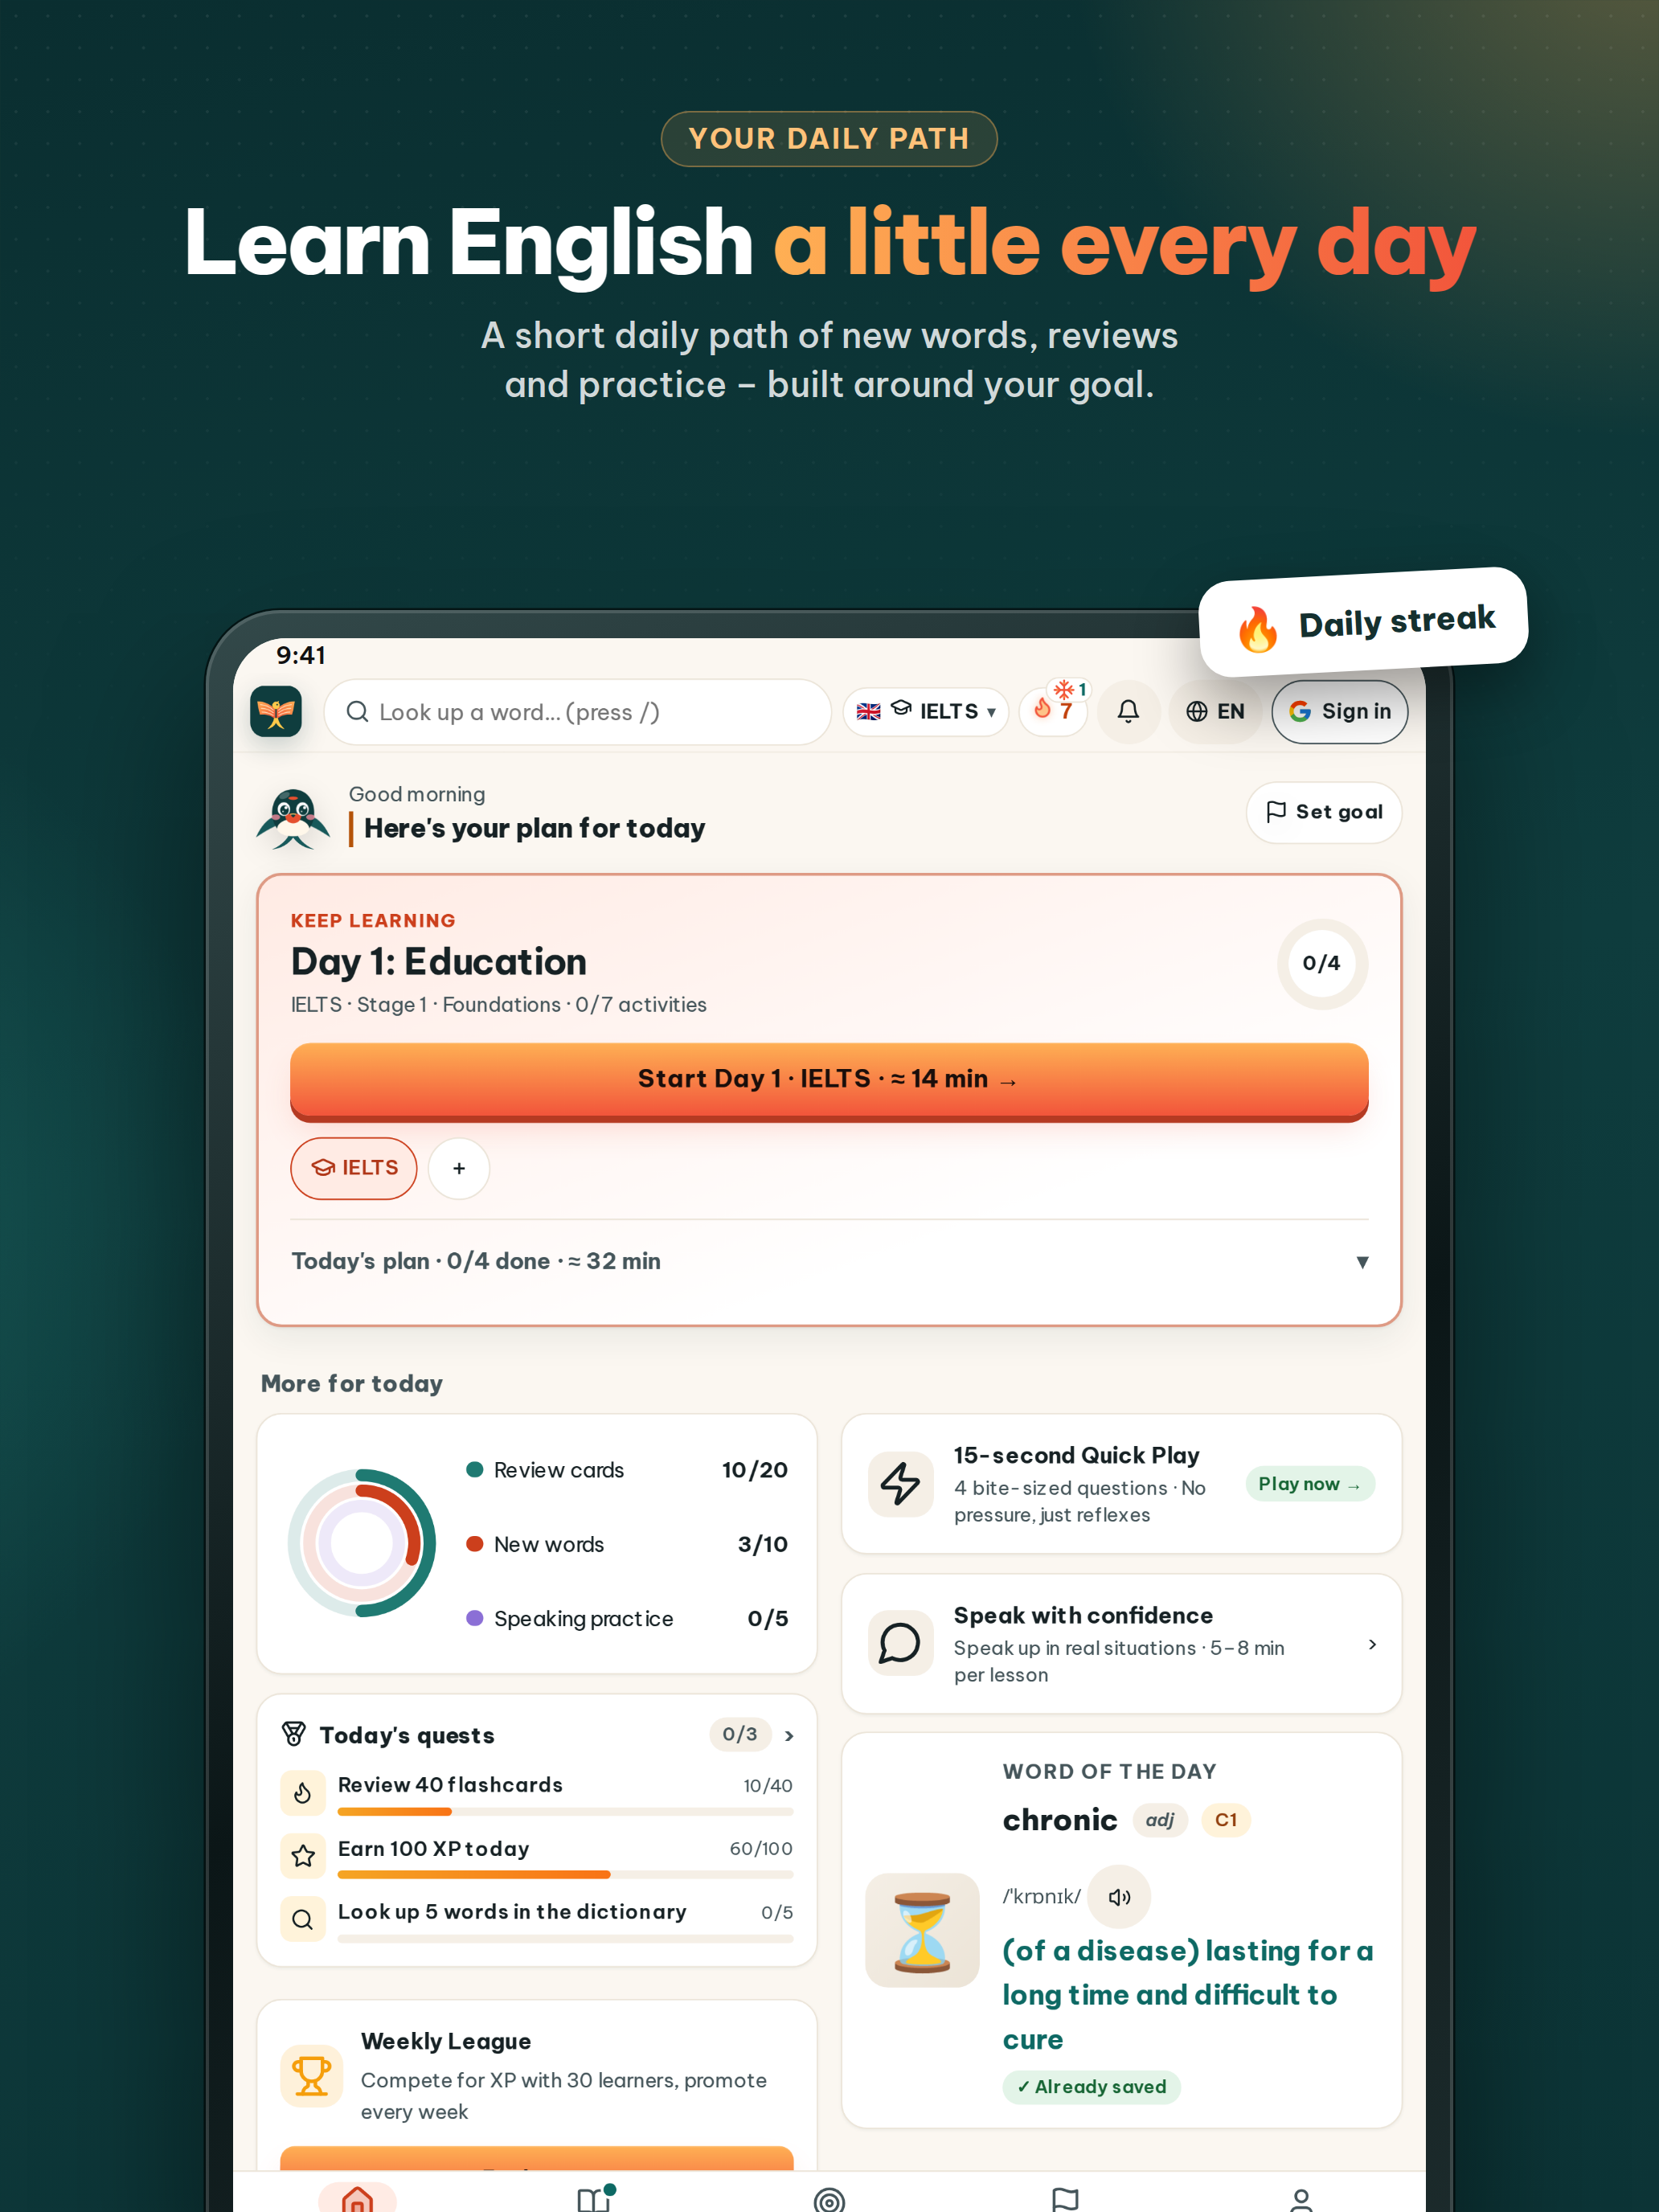 YOUR DAILY PATH
Learn English a little every day
A short daily path of new words, reviews
and practice – built around your goal.
🔥 Daily streak
9:41
Look up a word... (press /)
🇬🇧 IELTS ▾
7
1
EN
Sign in
Good morning
Here's your plan for today
Set goal
KEEP LEARNING
Day 1: Education
IELTS · Stage 1 · Foundations · 0/7 activities
0/4
Start Day 1 · IELTS · ≈ 14 min →
IELTS
+
Today's plan · 0/4 done · ≈ 32 min ▾
More for today
Review cards 10/20
New words 3/10
Speaking practice 0/5
Today's quests 0/3 ›
Review 40 flashcards 10/40
Earn 100 XP today 60/100
Look up 5 words in the dictionary 0/5
Weekly League
Compete for XP with 30 learners, promote
every week
15-second Quick Play
4 bite-sized questions · No
pressure, just reflexes
Play now →
Speak with confidence
Speak up in real situations · 5–8 min
per lesson
›
WORD OF THE DAY
chronic adj C1
/ˈkrɒnɪk/
(of a disease) lasting for a
long time and difficult to
cure
✓ Already saved